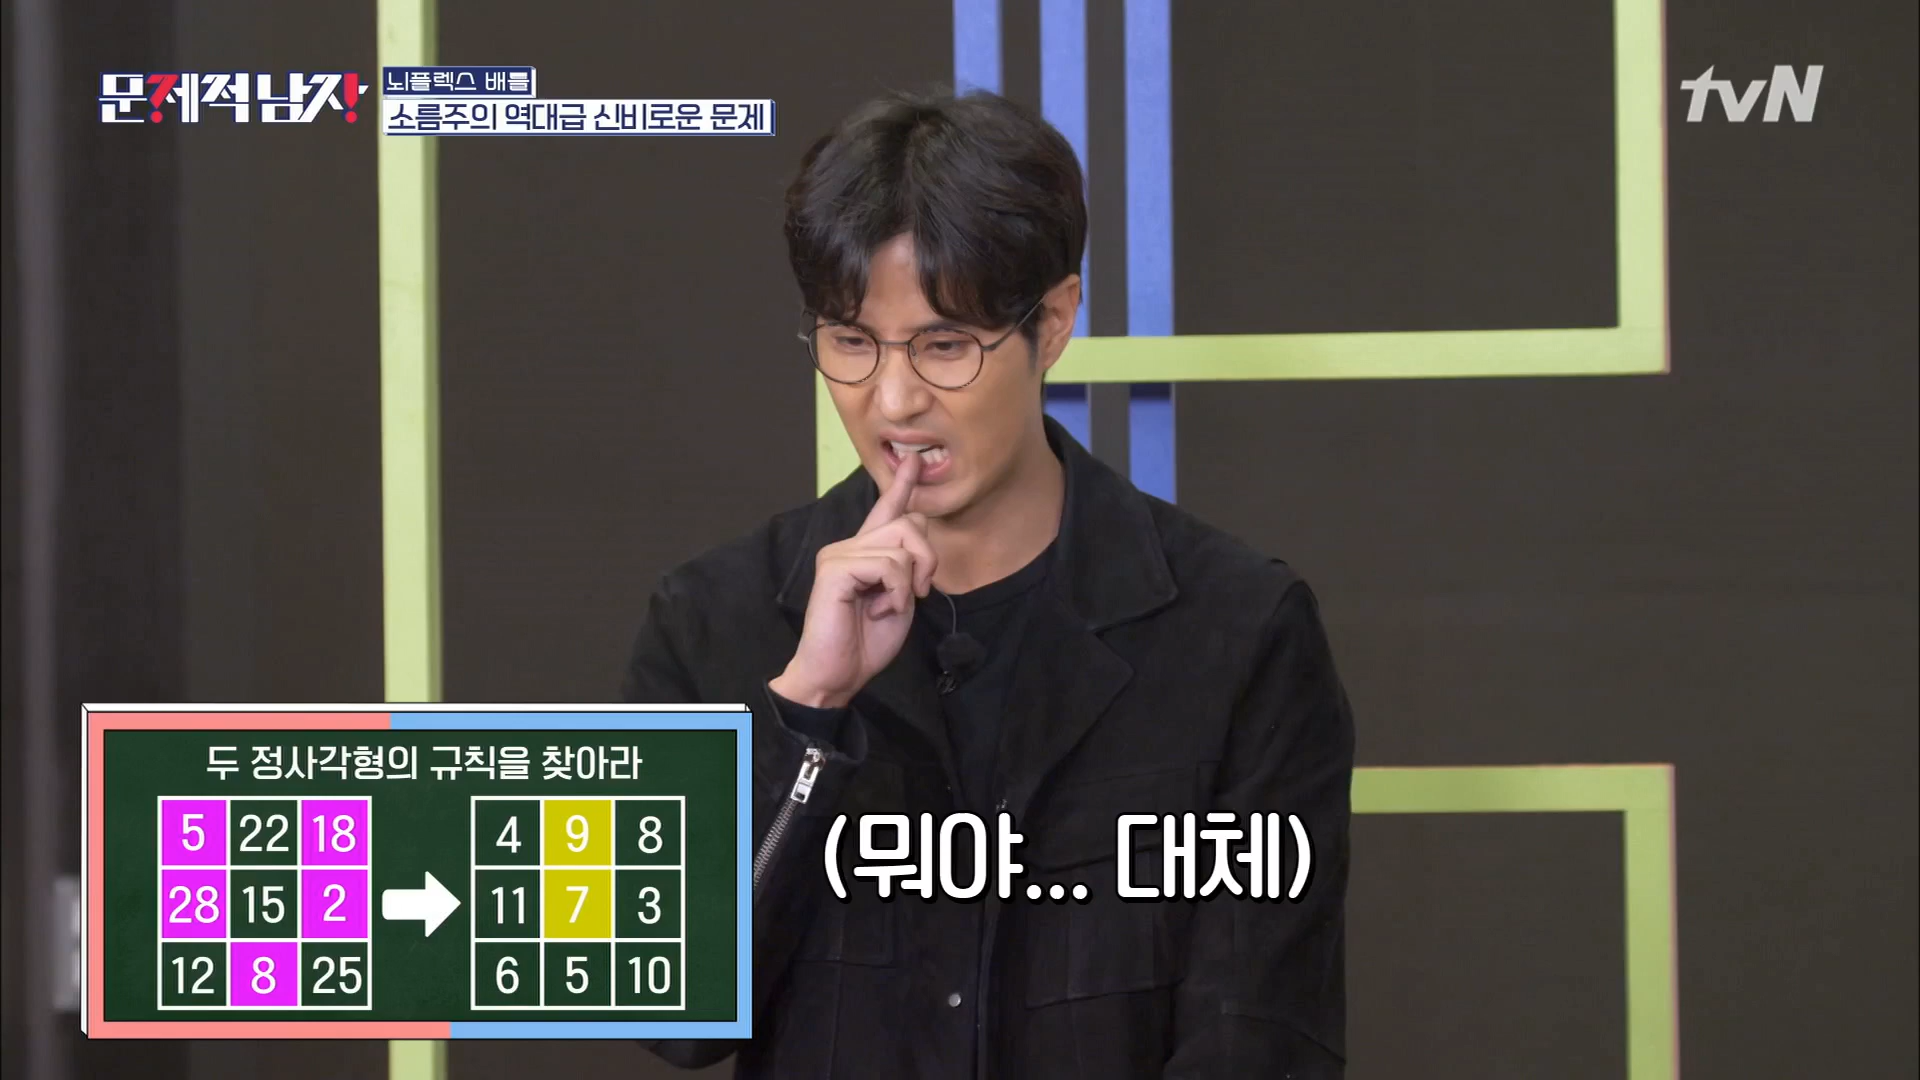 문제적 남자
뇌플렉스 배틀
소름주의 역대급 신비로운 문제
tvN
두 정사각형의 규칙을 찾아라
5 22 18
28 15 2
12 8 25
4 9 8
11 7 3
6 5 10
(뭐야... 대체)